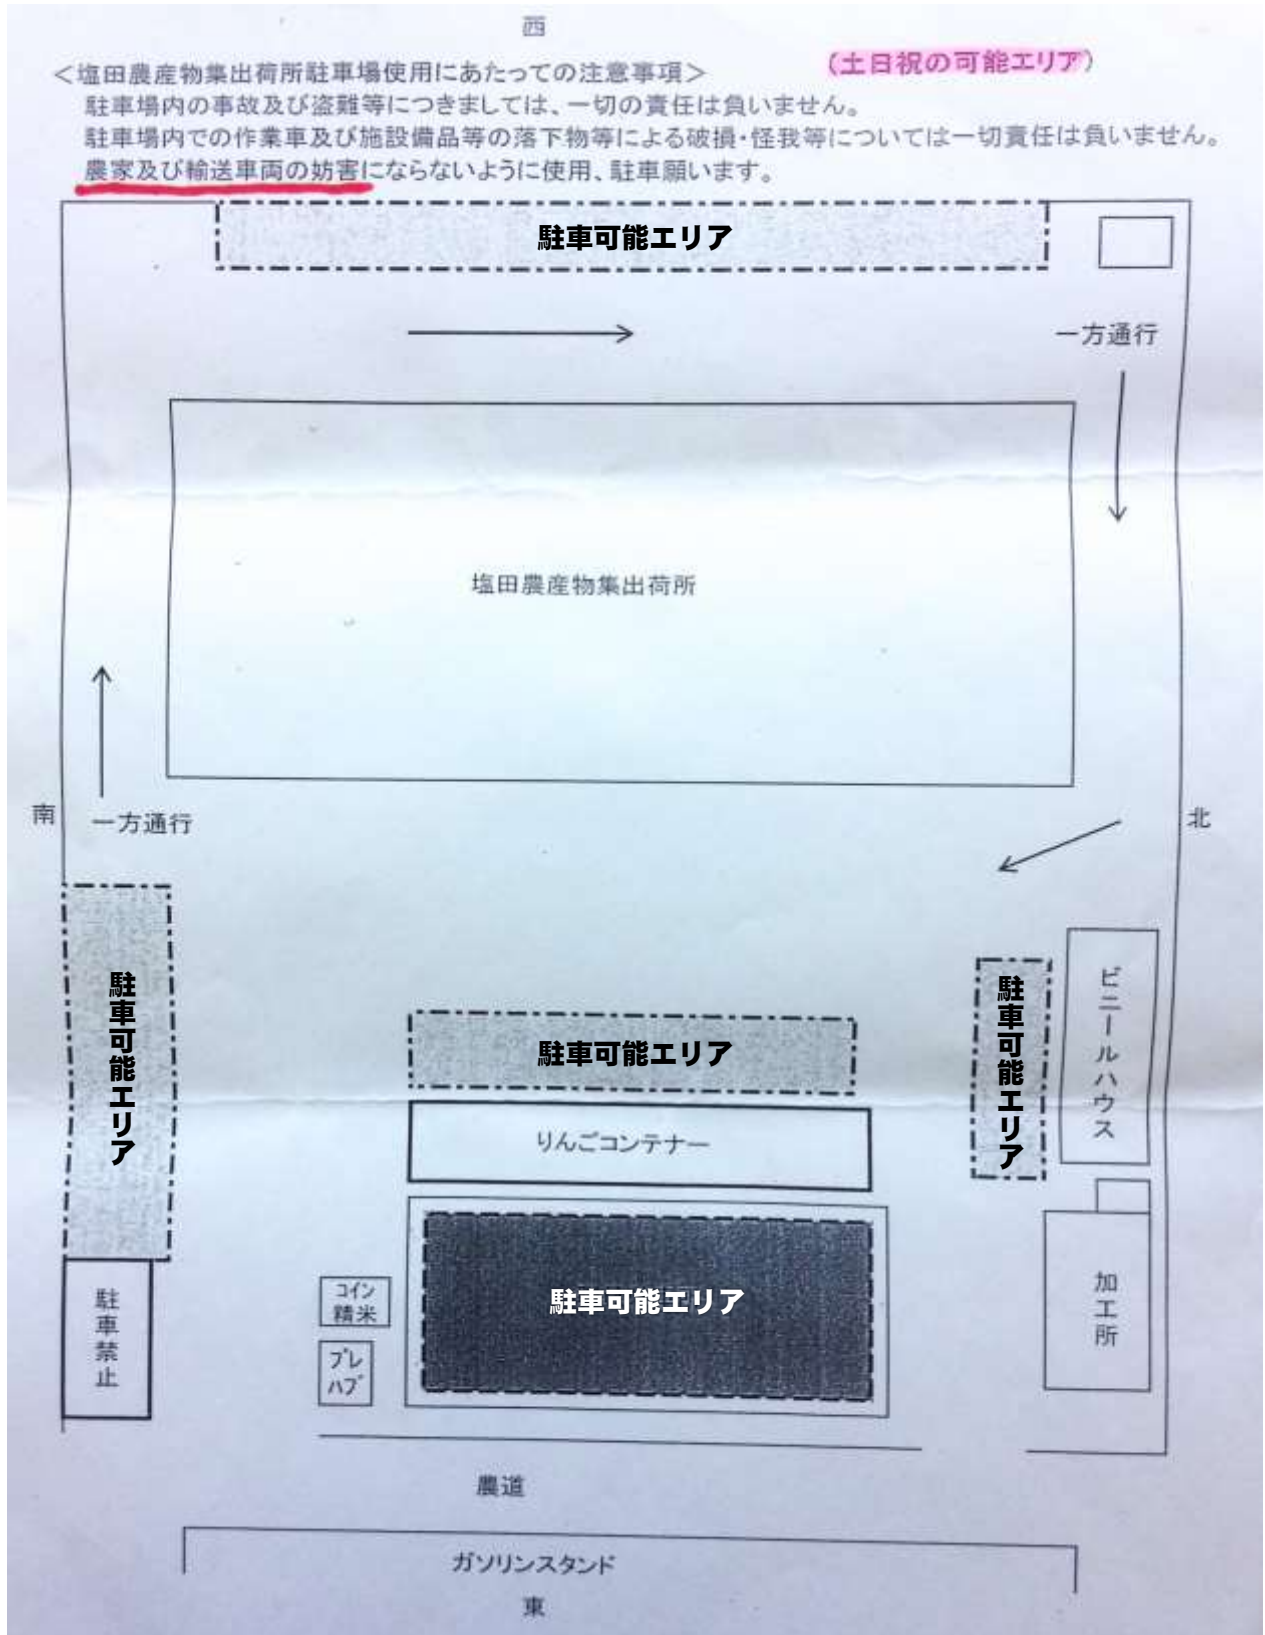 西
(土日祝の可能エリア)
＜塩田農産物集出荷所駐車場使用にあたっての注意事項＞
駐車場内の事故及び盗難等につきましては、一切の責任は負いません。
駐車場内での作業車及び施設備品等の落下物等による破損・怪我等については一切責任は負いません。
農家及び輸送車両の妨害にならないように使用、駐車願います。
駐車可能エリア
一方通行
塩田農産物集出荷所
南
一方通行
北
駐車可能エリア
駐車可能エリア
駐車可能エリア
ビニールハウス
りんごコンテナー
駐車可能エリア
コイン
精米
プレ
ハブ
駐車禁止
加工所
農道
ガソリンスタンド
東